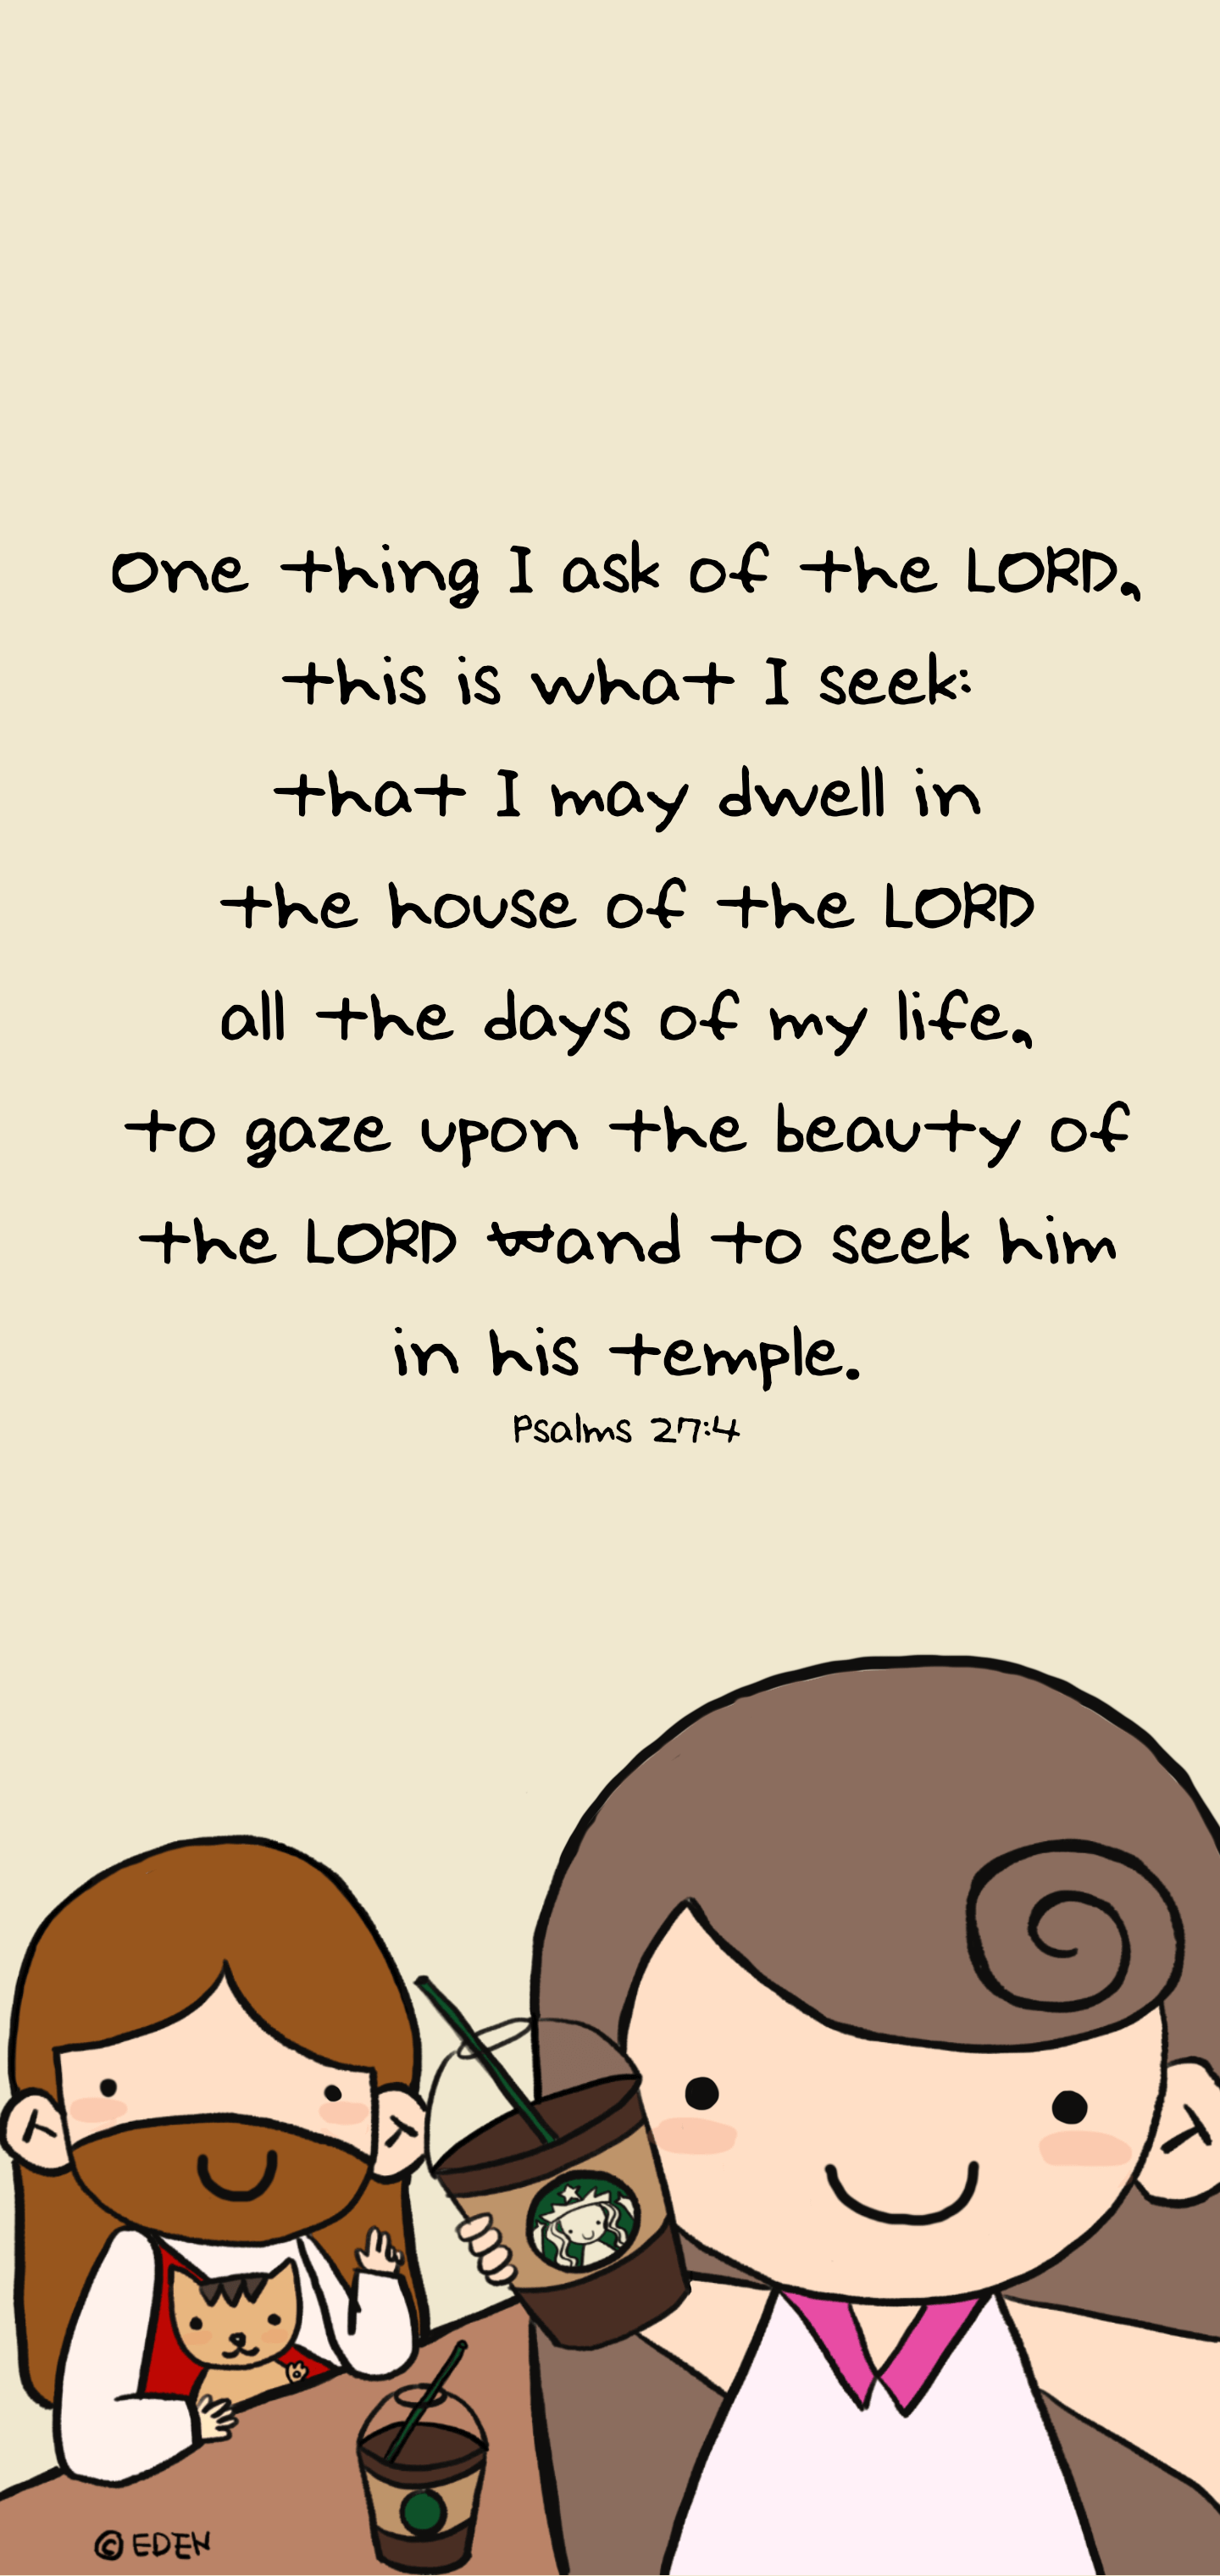 One thing I ask of the LORD,
this is what I seek:
that I may dwell in
the house of the LORD
all the days of my life,
to gaze upon the beauty of
the LORD ꀀand to seek him
in his temple.
Psalms 27:4
© EDEN